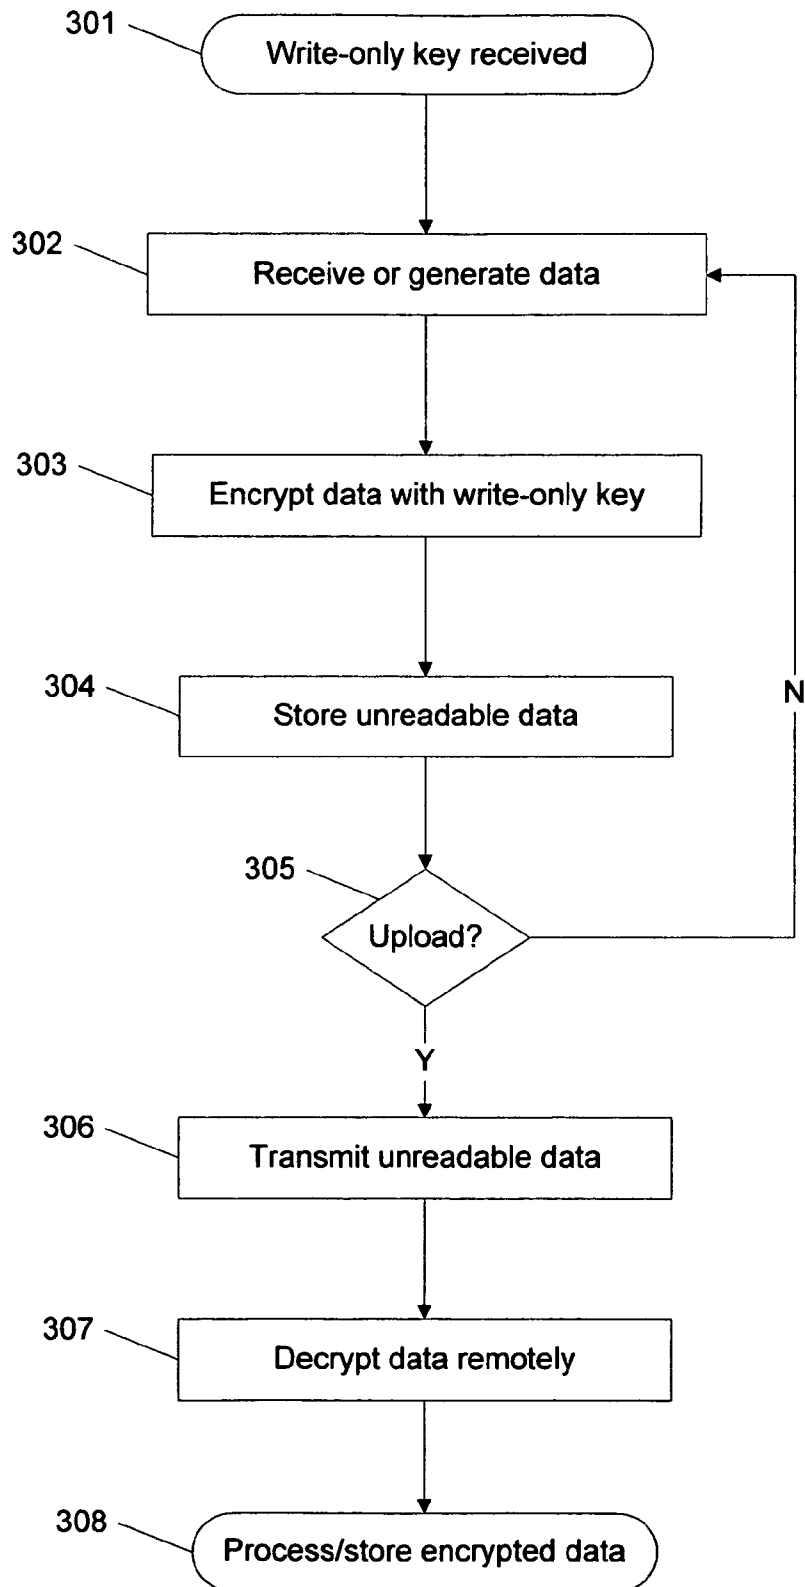 301
Write-only key received
302
Receive or generate data
303
Encrypt data with write-only key
304
Store unreadable data
N
305
Upload?
Y
306
Transmit unreadable data
307
Decrypt data remotely
308
Process/store encrypted data